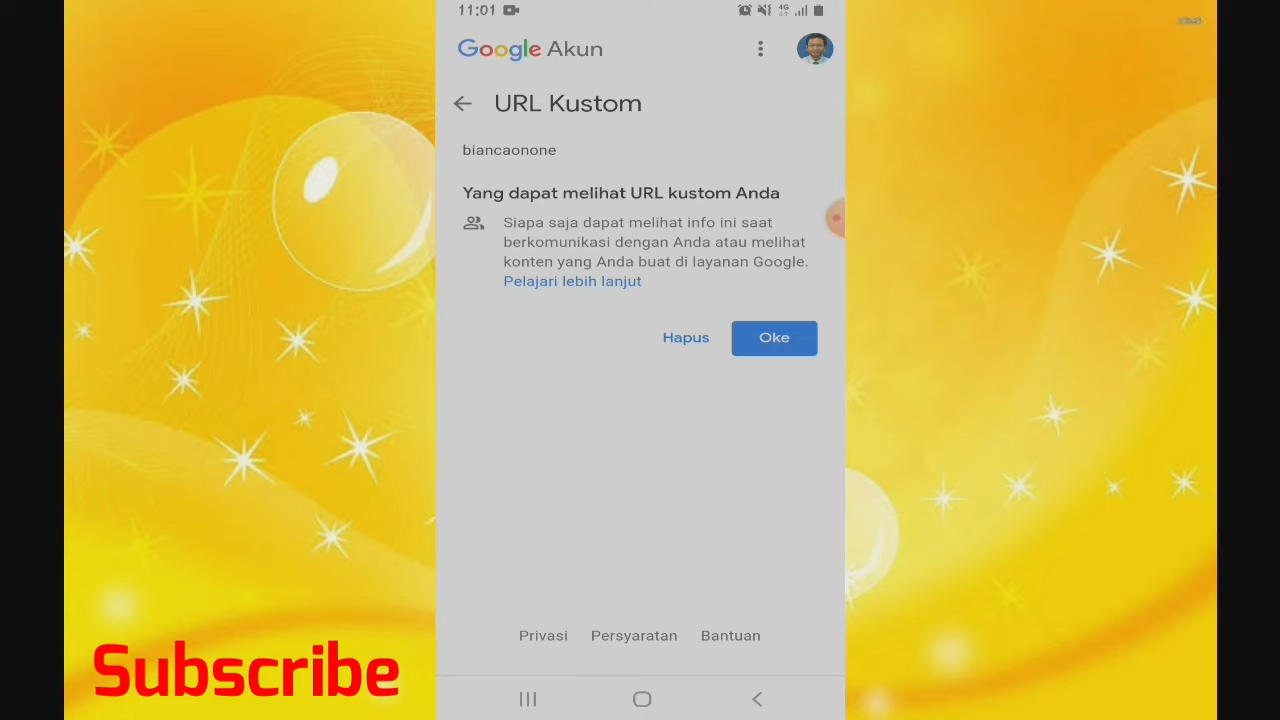 11:01
4G
Google Akun
URL Kustom
biancaonone
Yang dapat melihat URL kustom Anda
Siapa saja dapat melihat info ini saat
berkomunikasi dengan Anda atau melihat
konten yang Anda buat di layanan Google.
Pelajari lebih lanjut
Hapus
Oke
Privasi
Persyaratan
Bantuan
Subscribe